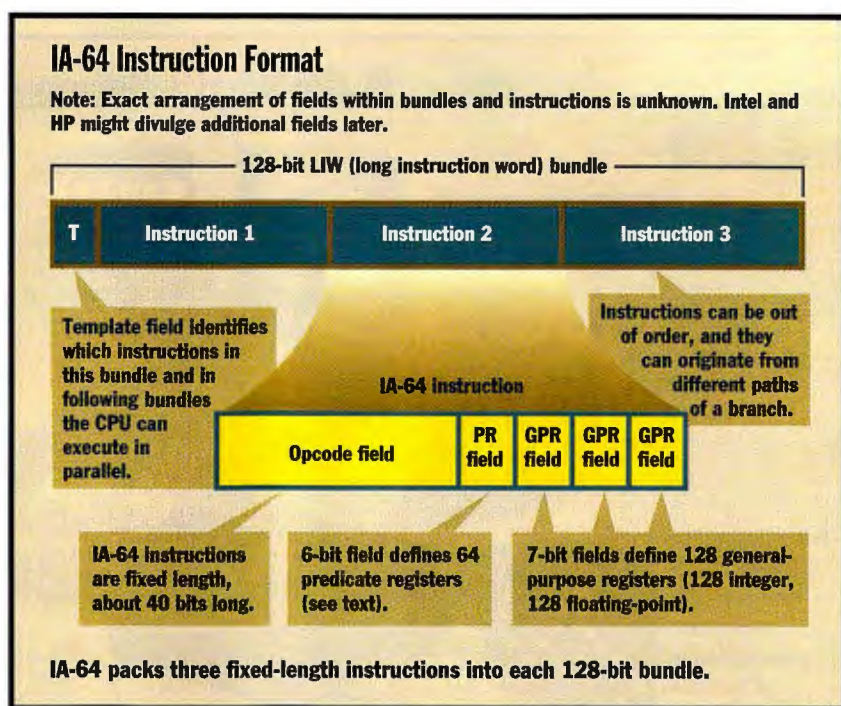 IA-64 Instruction Format
Note: Exact arrangement of fields within bundles and instructions is unknown. Intel and
HP might divulge additional fields later.
128-bit LIW (long instruction word) bundle
T
Instruction 1
Instruction 2
Instruction 3
Template field identifies
which instructions in
this bundle and in
following bundles
the CPU can
execute in
parallel.
Instructions can be out
of order, and they
can originate from
different paths
of a branch.
IA-64 instruction
Opcode field
PR
field
GPR
field
GPR
field
GPR
field
IA-64 instructions
are fixed length,
about 40 bits long.
6-bit field defines 64
predicate registers
(see text).
7-bit fields define 128 general-
purpose registers (128 integer,
128 floating-point).
IA-64 packs three fixed-length instructions into each 128-bit bundle.